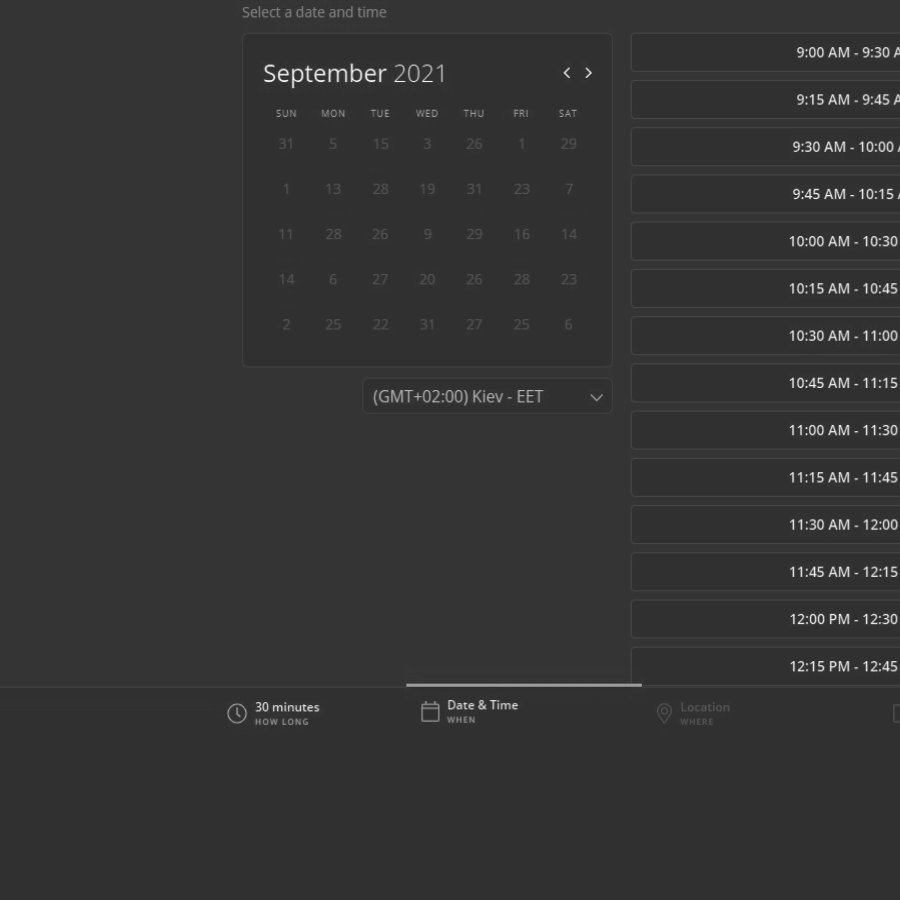 Select a date and time
September 2021
SUN MON TUE WED THU FRI SAT
31 5 15 3 26 1 29
1 13 28 19 31 23 7
11 28 26 9 29 16 14
14 6 27 20 26 28 23
2 25 22 31 27 25 6
(GMT+02:00) Kiev - EET
9:00 AM - 9:30 A
9:15 AM - 9:45 A
9:30 AM - 10:00 A
9:45 AM - 10:15 A
10:00 AM - 10:30
10:15 AM - 10:45
10:30 AM - 11:00
10:45 AM - 11:15
11:00 AM - 11:30
11:15 AM - 11:45
11:30 AM - 12:00
11:45 AM - 12:15
12:00 PM - 12:30
12:15 PM - 12:45
30 minutes
HOW LONG
Date & Time
WHEN
Location
WHERE